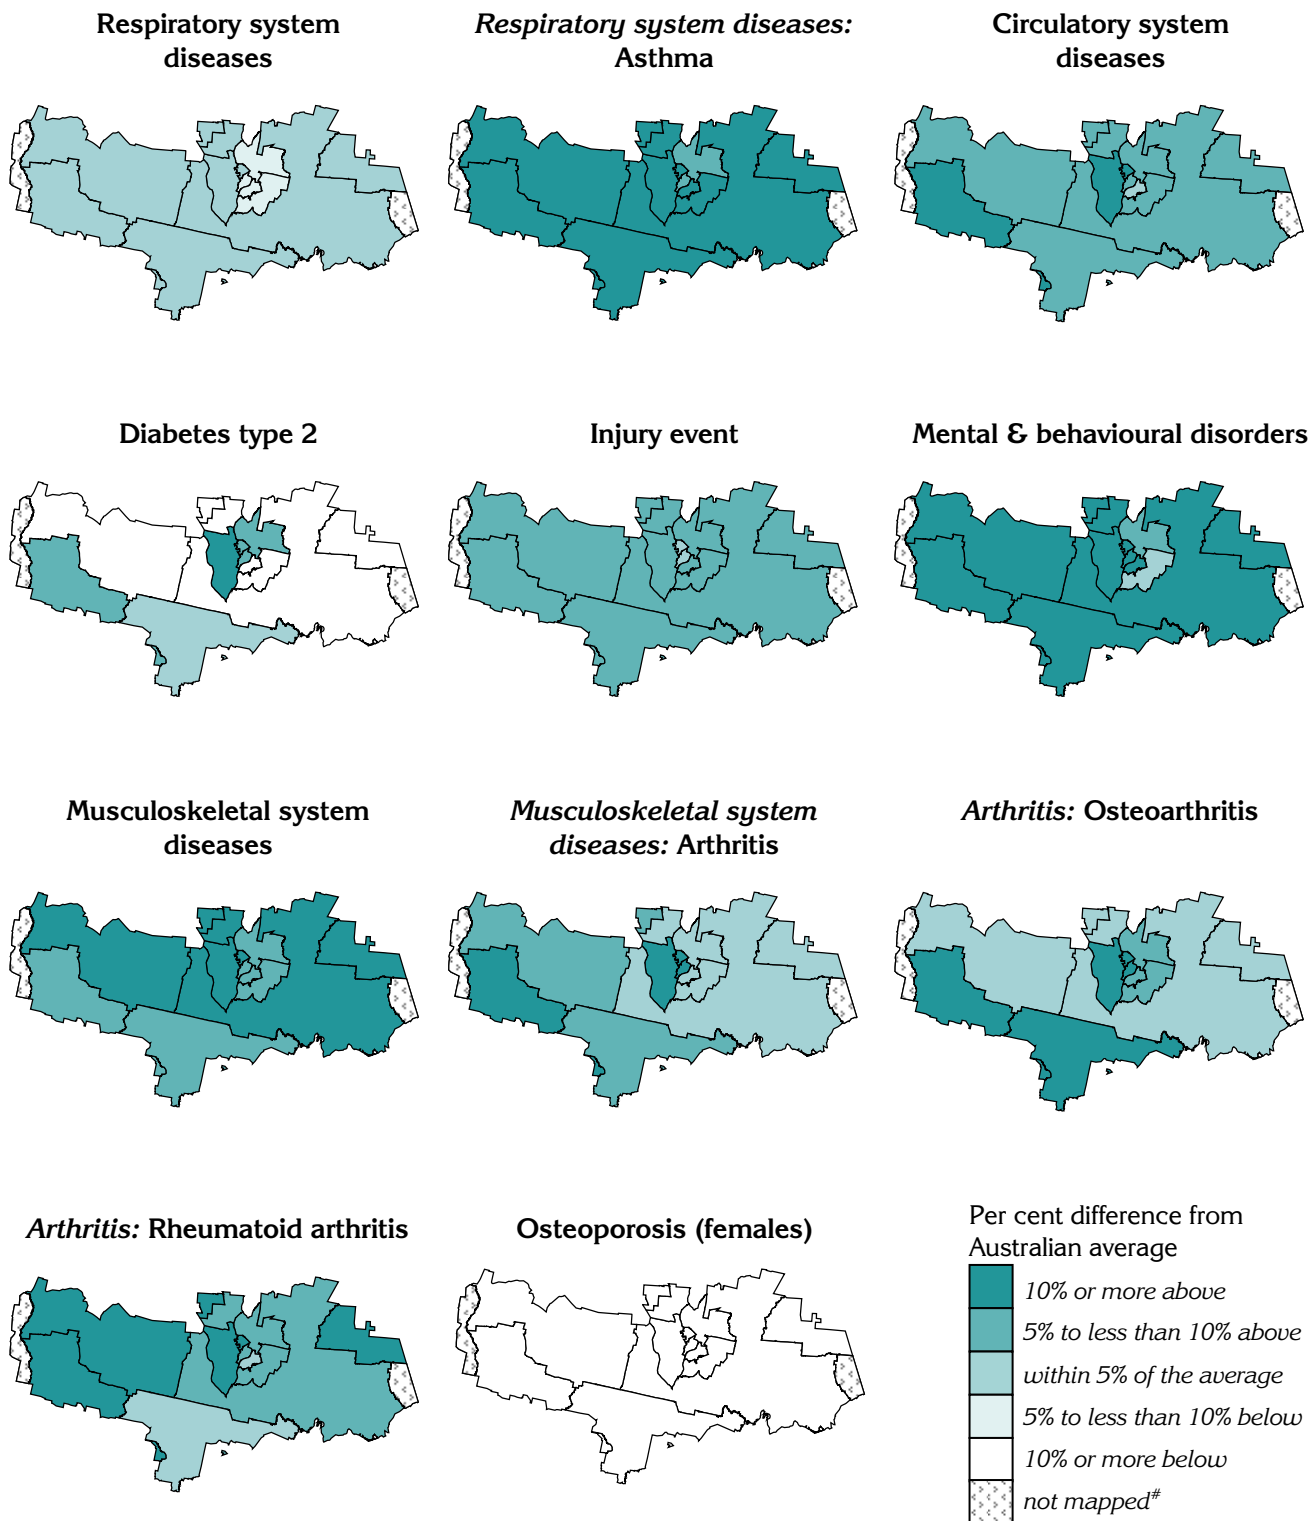 Respiratory system
diseases
Respiratory system diseases:
Asthma
Circulatory system
diseases
Diabetes type 2
Injury event
Mental & behavioural disorders
Musculoskeletal system
diseases
Musculoskeletal system
diseases: Arthritis
Arthritis: Osteoarthritis
Arthritis: Rheumatoid arthritis
Osteoporosis (females)
Per cent difference from
Australian average
10% or more above
5% to less than 10% above
within 5% of the average
5% to less than 10% below
10% or more below
not mapped#